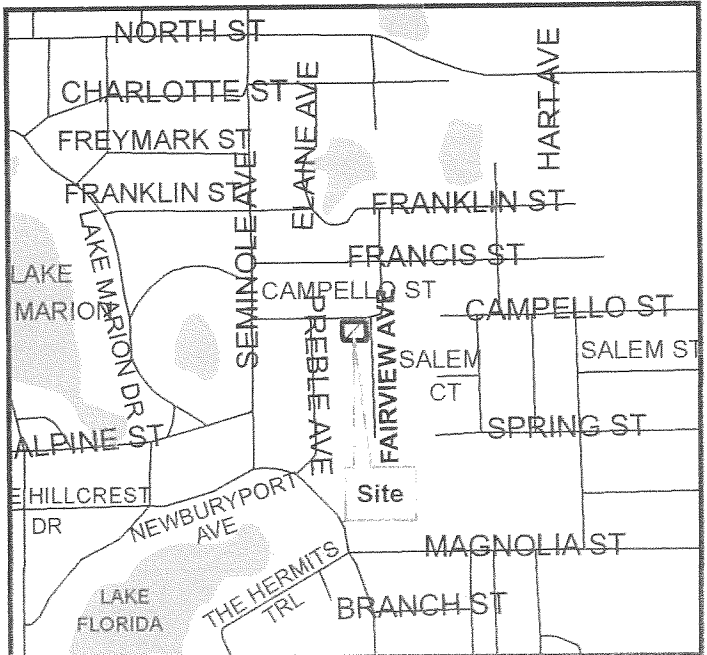 NORTH ST
HART AVE
CHARLOTTE ST
ELAINE AVE
FREYMARK ST
SEMINOLE AVE
FRANKLIN ST
FRANKLIN ST
LAKE MARION DR
FRANCIS ST
LAKE
MARION
CAMPELLO ST
CAMPELLO ST
PREBLE AVE
FAIRVIEW AVE
SALEM
CT
SALEM ST
ALPINE ST
SPRING ST
E HILLCREST
DR
NEWBURYPORT
AVE
Site
MAGNOLIA ST
THE HERMITS
TRL
BRANCH ST
LAKE
FLORIDA